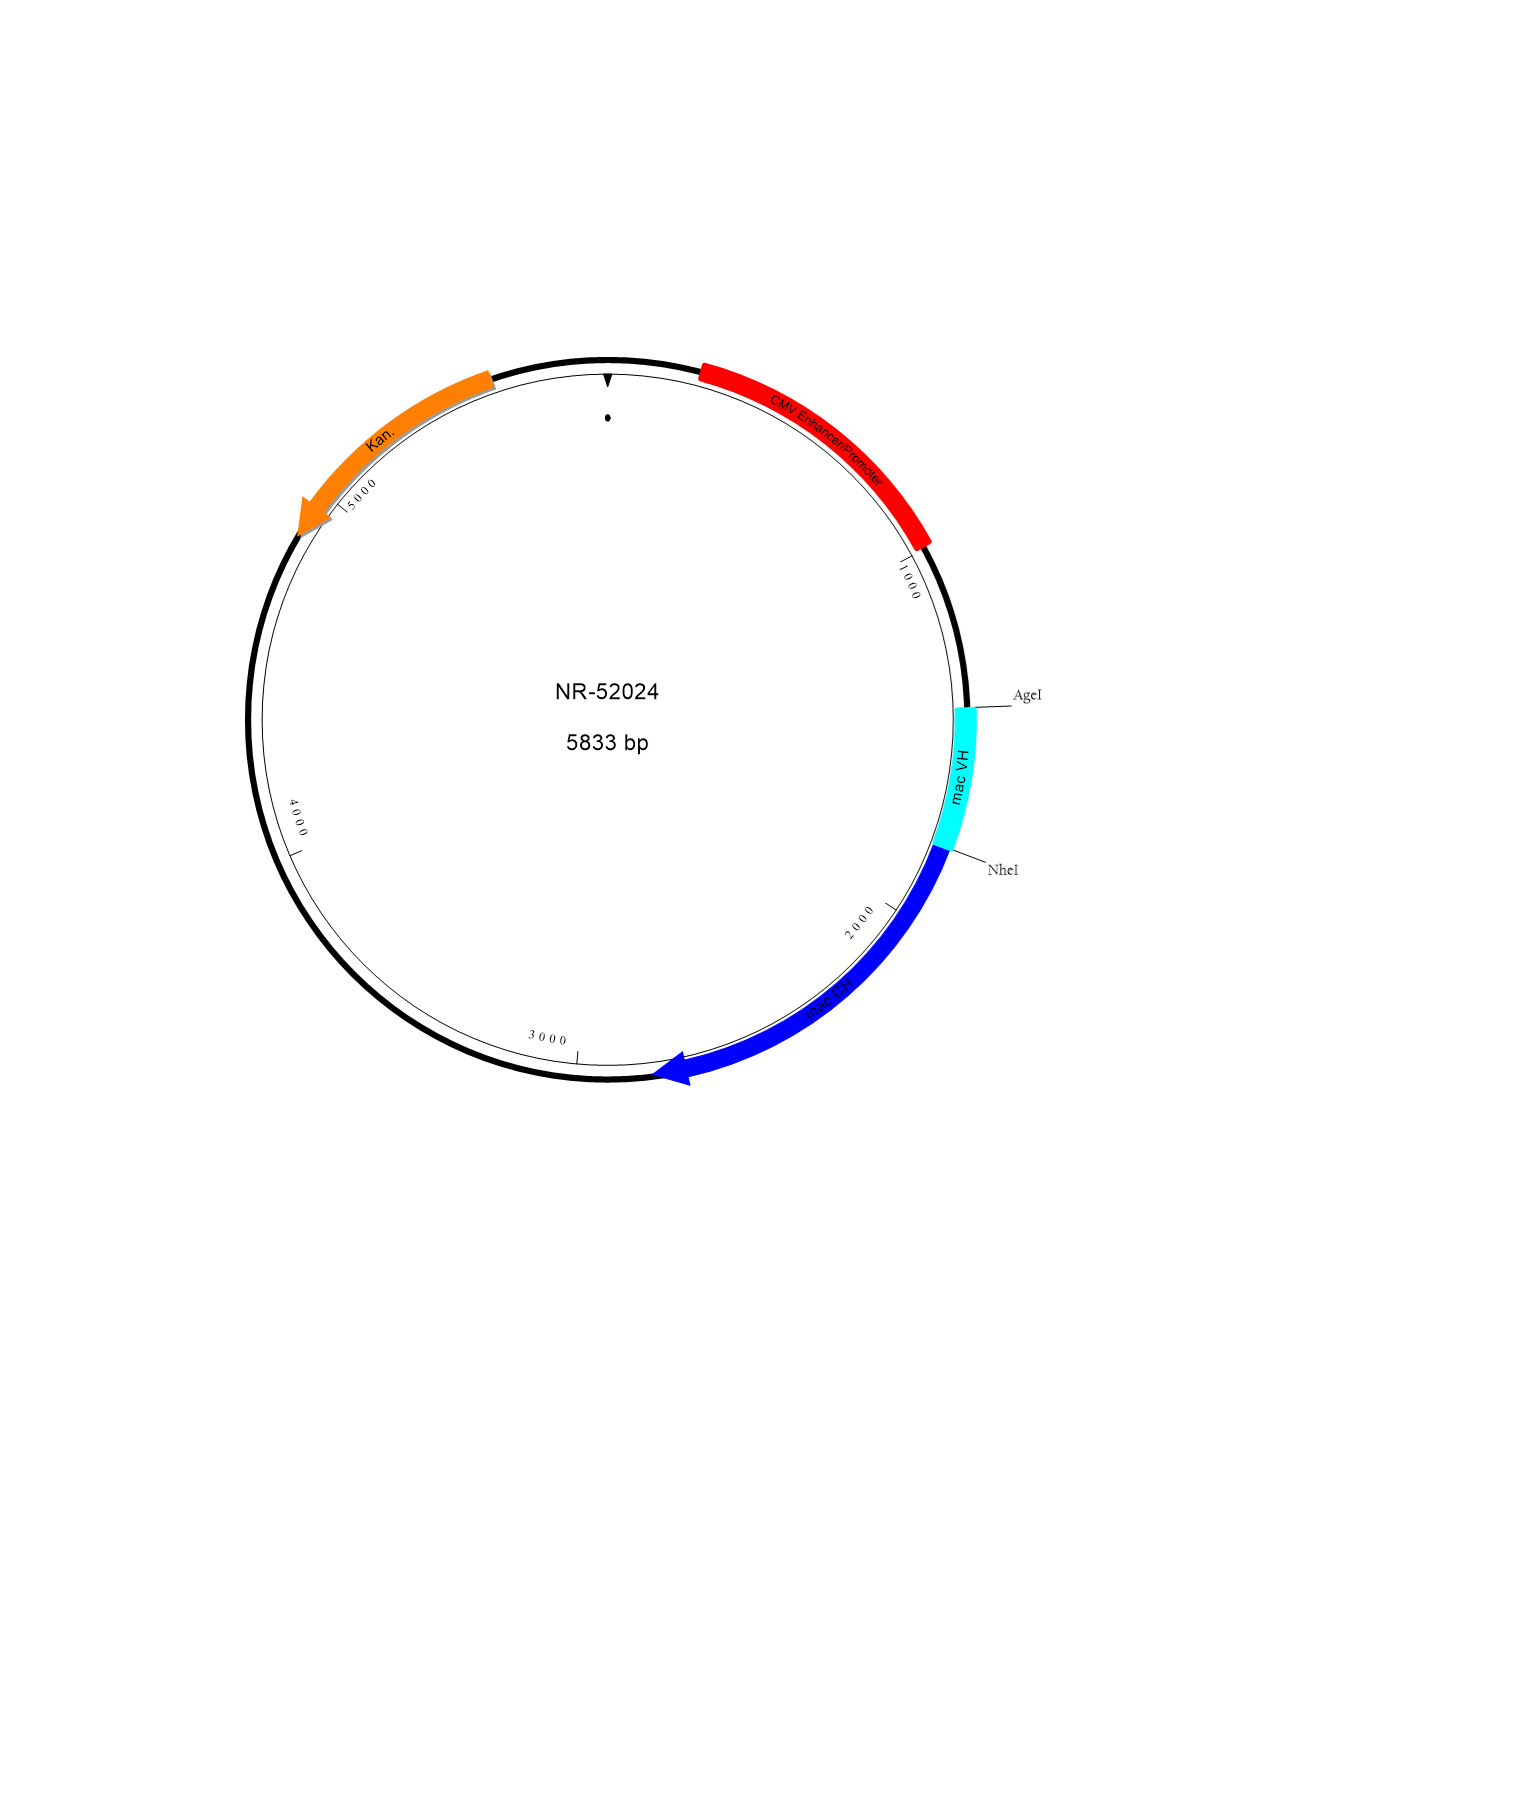 CMV Enhancer/Promoter
Kan.
5000
1000
NR-52024
AgeI
5833 bp
mac VH
4000
NheI
2000
mac CH
3000